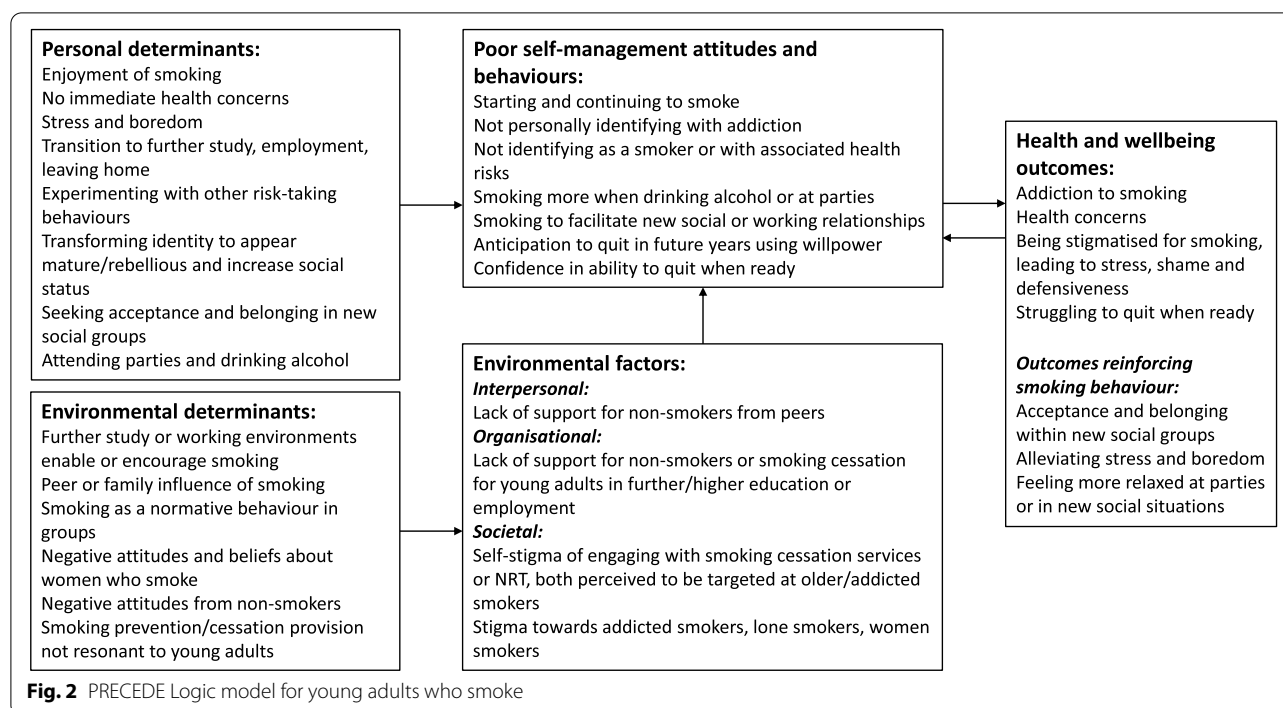 Personal determinants:
Enjoyment of smoking
No immediate health concerns
Stress and boredom
Transition to further study, employment,
leaving home
Experimenting with other risk-taking
behaviours
Transforming identity to appear
mature/rebellious and increase social
status
Seeking acceptance and belonging in new
social groups
Attending parties and drinking alcohol
Environmental determinants:
Further study or working environments
enable or encourage smoking
Peer or family influence of smoking
Smoking as a normative behaviour in
groups
Negative attitudes and beliefs about
women who smoke
Negative attitudes from non-smokers
Smoking prevention/cessation provision
not resonant to young adults
Poor self-management attitudes and
behaviours:
Starting and continuing to smoke
Not personally identifying with addiction
Not identifying as a smoker or with associated health
risks
Smoking more when drinking alcohol or at parties
Smoking to facilitate new social or working relationships
Anticipation to quit in future years using willpower
Confidence in ability to quit when ready
Environmental factors:
Interpersonal:
Lack of support for non-smokers from peers
Organisational:
Lack of support for non-smokers or smoking cessation
for young adults in further/higher education or
employment
Societal:
Self-stigma of engaging with smoking cessation services
or NRT, both perceived to be targeted at older/addicted
smokers
Stigma towards addicted smokers, lone smokers, women
smokers
Health and wellbeing
outcomes:
Addiction to smoking
Health concerns
Being stigmatised for smoking,
leading to stress, shame and
defensiveness
Struggling to quit when ready
Outcomes reinforcing
smoking behaviour:
Acceptance and belonging
within new social groups
Alleviating stress and boredom
Feeling more relaxed at parties
or in new social situations
Fig. 2 PRECEDE Logic model for young adults who smoke